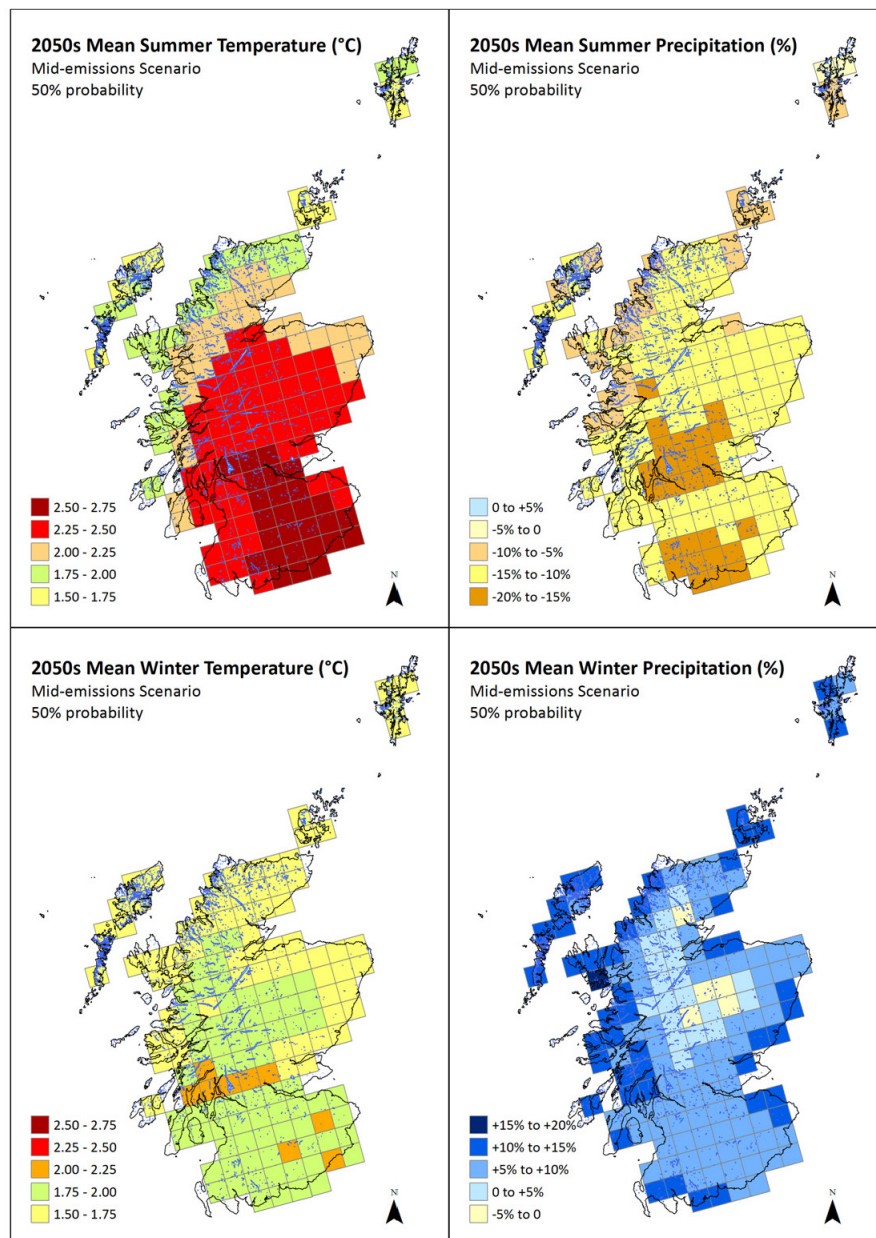 2050s Mean Summer Temperature (°C)
Mid-emissions Scenario
50% probability
2.50 - 2.75
2.25 - 2.50
2.00 - 2.25
1.75 - 2.00
1.50 - 1.75
N
2050s Mean Summer Precipitation (%)
Mid-emissions Scenario
50% probability
0 to +5%
-5% to 0
-10% to -5%
-15% to -10%
-20% to -15%
N
2050s Mean Winter Temperature (°C)
Mid-emissions Scenario
50% probability
2.50 - 2.75
2.25 - 2.50
2.00 - 2.25
1.75 - 2.00
1.50 - 1.75
N
2050s Mean Winter Precipitation (%)
Mid-emissions Scenario
50% probability
+15% to +20%
+10% to +15%
+5% to +10%
0 to +5%
-5% to 0
N